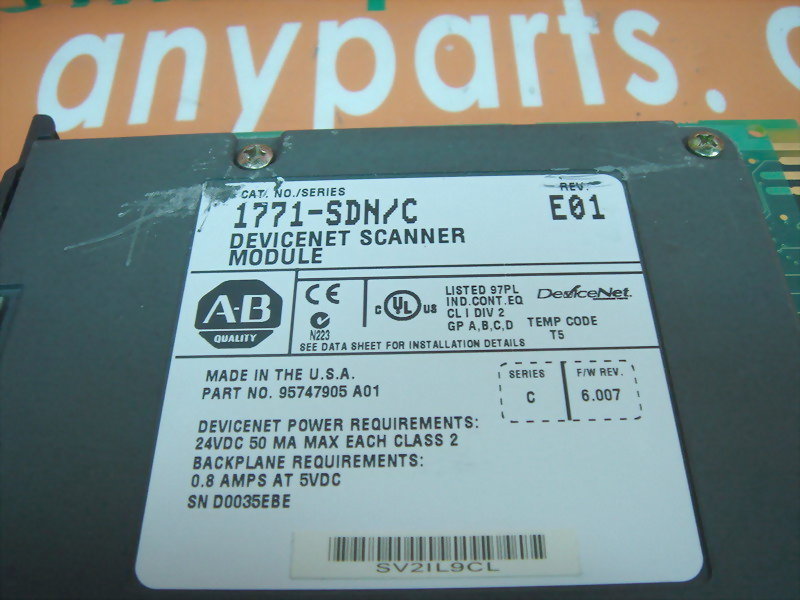 anyparts.
CAT. NO./SERIES
1771-SDN/C
REV.
E01
DEVICENET SCANNER
MODULE
A-B
QUALITY
CE
N223
C UL US
LISTED 97PL
IND.CONT.EQ
CL I DIV 2
GP A,B,C,D
DeviceNet
TEMP CODE
T5
SEE DATA SHEET FOR INSTALLATION DETAILS
MADE IN THE U.S.A.
PART NO. 95747905 A01
SERIES
C
F/W REV.
6.007
DEVICENET POWER REQUIREMENTS:
24VDC 50 MA MAX EACH CLASS 2
BACKPLANE REQUIREMENTS:
0.8 AMPS AT 5VDC
SN D0035EBE
SV2IL9CL